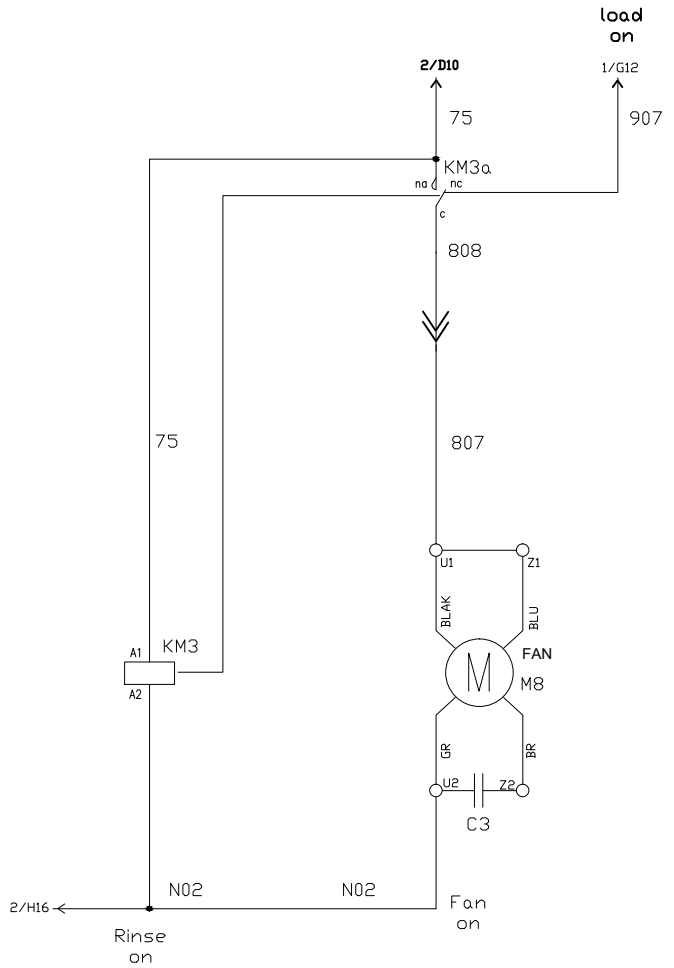 load
on
2/D10
1/G12
75
907
KM3a
na
nc
c
808
75
807
U1
Z1
BLAK
BLU
A1
KM3
FAN
M
M8
A2
GR
BR
U2
Z2
C3
N02
N02
2/H16
Fan
on
Rinse
on